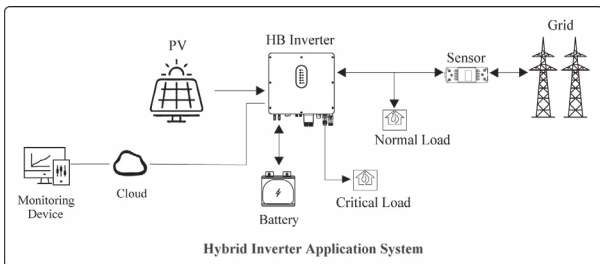 Grid
PV
HB Inverter
Sensor
Normal Load
Monitoring
Device
Cloud
Battery
Critical Load
Hybrid Inverter Application System